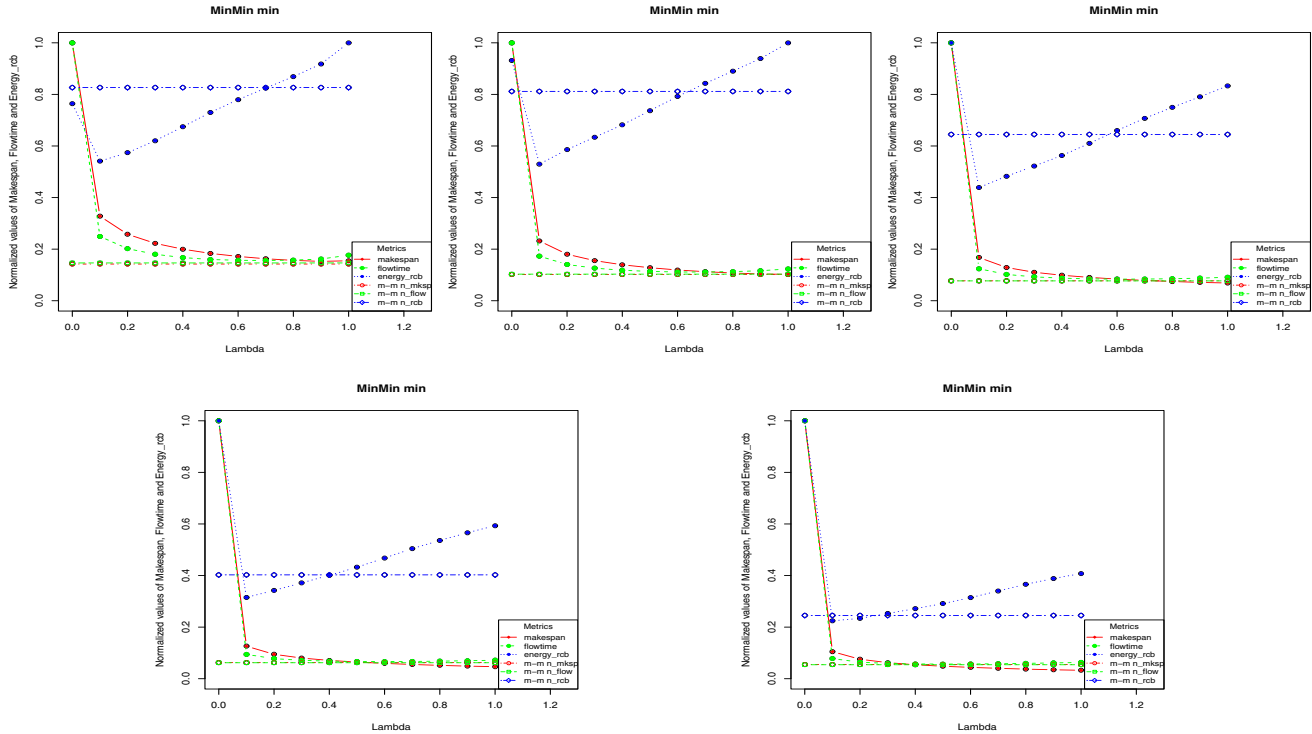 MinMin min
Normalized values of Makespan, Flowtime and Energy_rcb
1.0
0.8
0.6
0.4
0.2
0.0
Metrics
makespan
flowtime
energy_rcb
m−m n_mksp
m−m n_flow
m−m n_rcb
0.0 0.2 0.4 0.6 0.8 1.0 1.2
Lambda
MinMin min
Normalized values of Makespan, Flowtime and Energy_rcb
1.0
0.8
0.6
0.4
0.2
0.0
Metrics
makespan
flowtime
energy_rcb
m−m n_mksp
m−m n_flow
m−m n_rcb
0.0 0.2 0.4 0.6 0.8 1.0 1.2
Lambda
MinMin min
Normalized values of Makespan, Flowtime and Energy_rcb
1.0
0.8
0.6
0.4
0.2
0.0
Metrics
makespan
flowtime
energy_rcb
m−m n_mksp
m−m n_flow
m−m n_rcb
0.0 0.2 0.4 0.6 0.8 1.0 1.2
Lambda
MinMin min
Normalized values of Makespan, Flowtime and Energy_rcb
1.0
0.8
0.6
0.4
0.2
0.0
Metrics
makespan
flowtime
energy_rcb
m−m n_mksp
m−m n_flow
m−m n_rcb
0.0 0.2 0.4 0.6 0.8 1.0 1.2
Lambda
MinMin min
Normalized values of Makespan, Flowtime and Energy_rcb
1.0
0.8
0.6
0.4
0.2
0.0
Metrics
makespan
flowtime
energy_rcb
m−m n_mksp
m−m n_flow
m−m n_rcb
0.0 0.2 0.4 0.6 0.8 1.0 1.2
Lambda